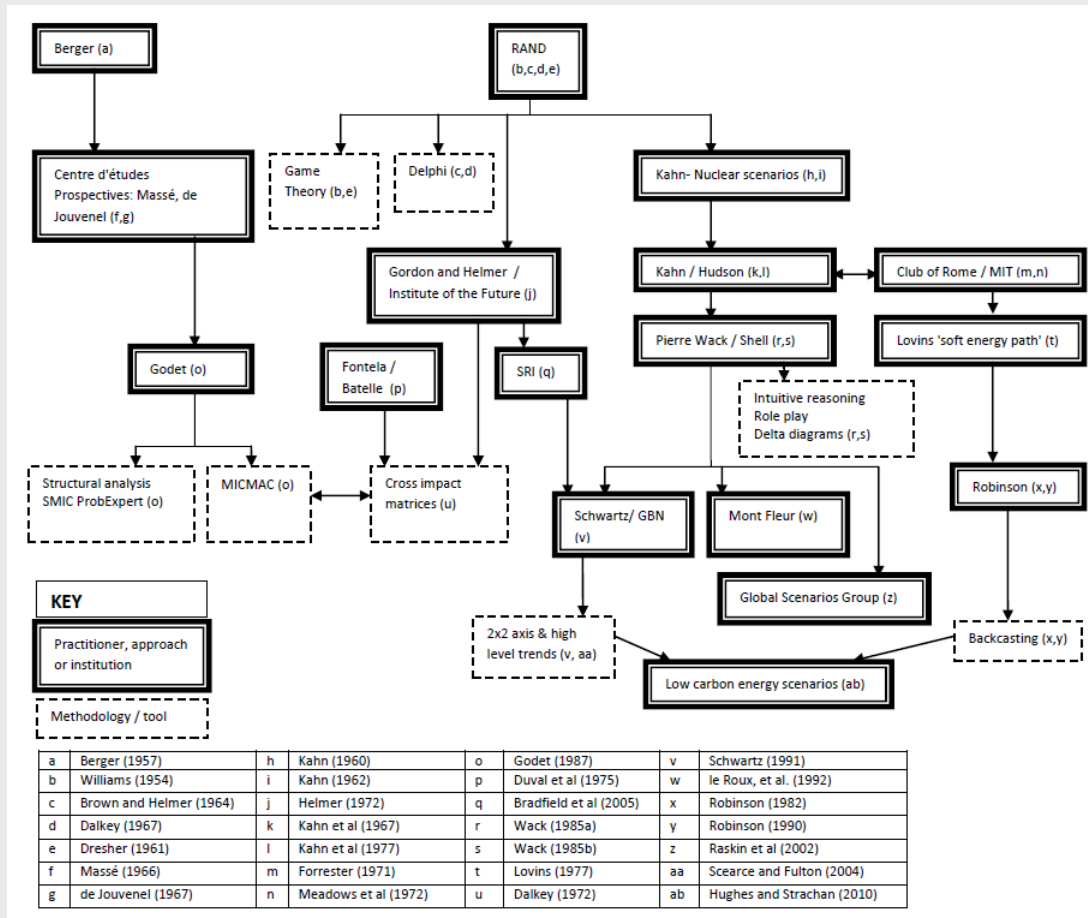 Berger (a)
RAND
(b,c,d,e)
Centre d'études
Prospectives: Massé, de
Jouvenel (f,g)
Game
Theory (b,e)
Delphi (c,d)
Kahn- Nuclear scenarios (h,i)
Gordon and Helmer /
Institute of the Future (j)
Kahn / Hudson (k,l)
Club of Rome / MIT (m,n)
Godet (o)
Fontela /
Batelle (p)
SRI (q)
Pierre Wack / Shell (r,s)
Lovins 'soft energy path' (t)
Intuitive reasoning
Role play
Delta diagrams (r,s)
Structural analysis
SMIC ProbExpert (o)
MICMAC (o)
Cross impact
matrices (u)
Schwartz/ GBN
(v)
Mont Fleur (w)
Robinson (x,y)
Global Scenarios Group (z)
KEY
Practitioner, approach
or institution
Methodology / tool
2x2 axis & high
level trends (v, aa)
Backcasting (x,y)
Low carbon energy scenarios (ab)
a Berger (1957) h Kahn (1960) o Godet (1987) v Schwartz (1991)
b Williams (1954) i Kahn (1962) p Duval et al (1975) w le Roux, et al. (1992)
c Brown and Helmer (1964) j Helmer (1972) q Bradfield et al (2005) x Robinson (1982)
d Dalkey (1967) k Kahn et al (1967) r Wack (1985a) y Robinson (1990)
e Dresher (1961) l Kahn et al (1977) s Wack (1985b) z Raskin et al (2002)
f Massé (1966) m Forrester (1971) t Lovins (1977) aa Scearce and Fulton (2004)
g de Jouvenel (1967) n Meadows et al (1972) u Dalkey (1972) ab Hughes and Strachan (2010)